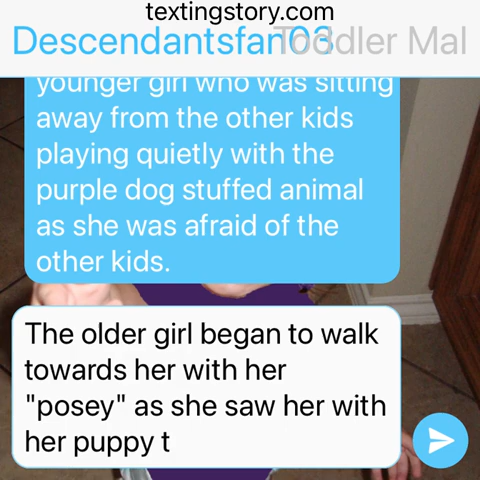 textingstory.com
Descendantsfan03 Toddler Mal
younger girl who was sitting
away from the other kids
playing quietly with the
purple dog stuffed animal
as she was afraid of the
other kids.
The older girl began to walk
towards her with her
"posey" as she saw her with
her puppy t